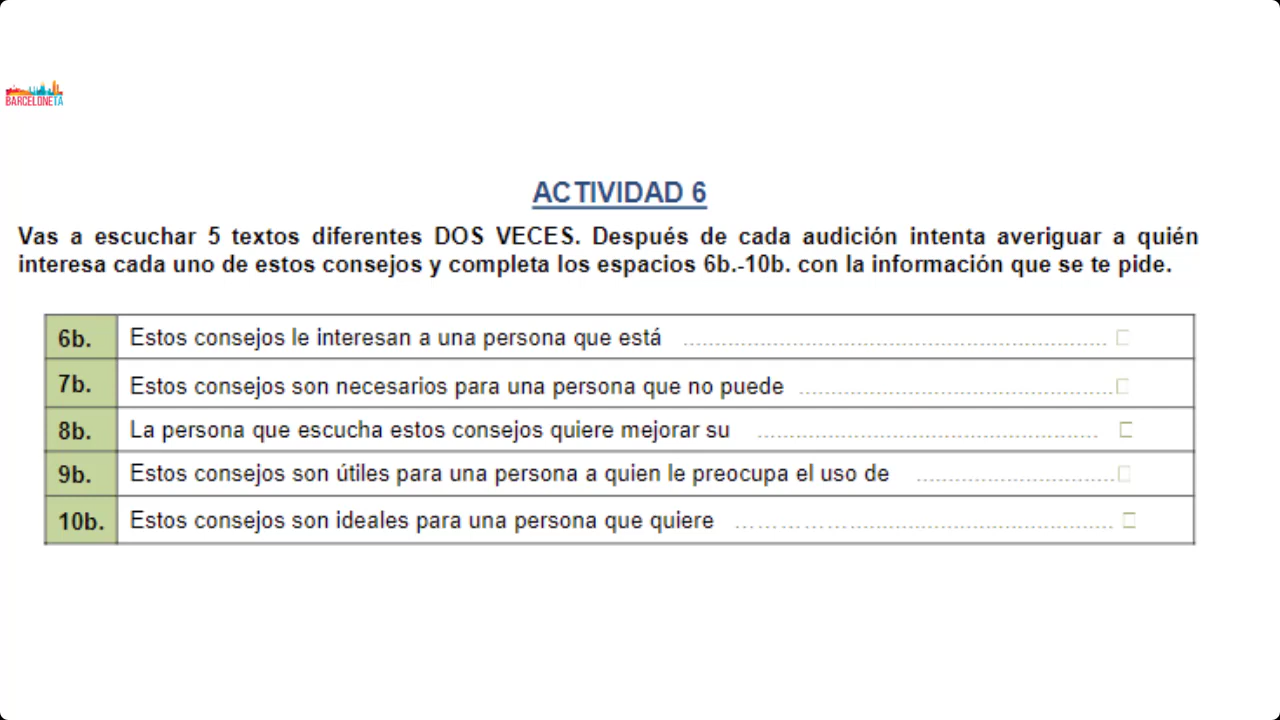 BARCELONETA
ACTIVIDAD 6
Vas a escuchar 5 textos diferentes DOS VECES. Después de cada audición intenta averiguar a quién
interesa cada uno de estos consejos y completa los espacios 6b.-10b. con la información que se te pide.
6b. Estos consejos le interesan a una persona que está ................................................................... □
7b. Estos consejos son necesarios para una persona que no puede .................................................. □
8b. La persona que escucha estos consejos quiere mejorar su ...................................................... □
9b. Estos consejos son útiles para una persona a quien le preocupa el uso de ............................... □
10b. Estos consejos son ideales para una persona que quiere ............................................................ □